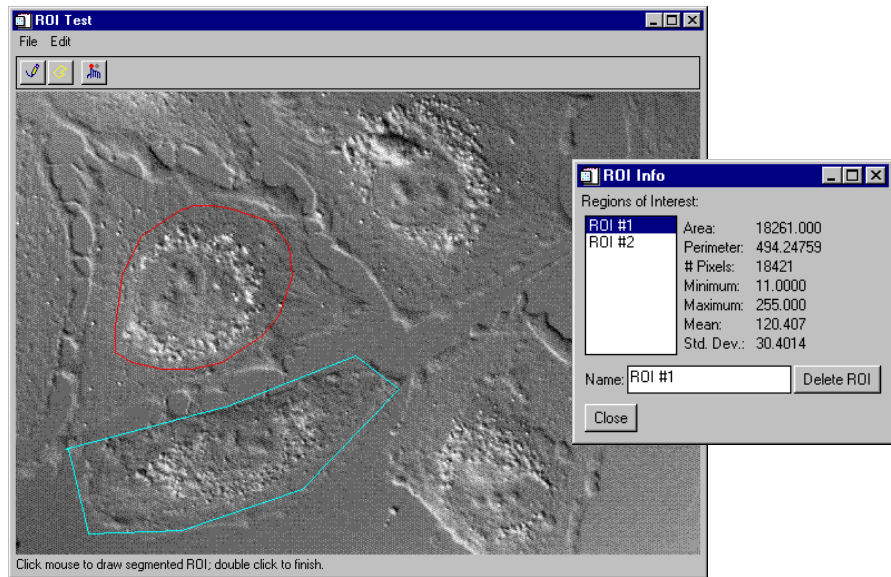 ROI Test
File Edit
Click mouse to draw segmented ROI; double click to finish.
ROI Info
Regions of Interest:
ROI #1
ROI #2
Area: 18261.000
Perimeter: 494.24759
# Pixels: 18421
Minimum: 11.0000
Maximum: 255.000
Mean: 120.407
Std. Dev.: 30.4014
Name: ROI #1 Delete ROI
Close